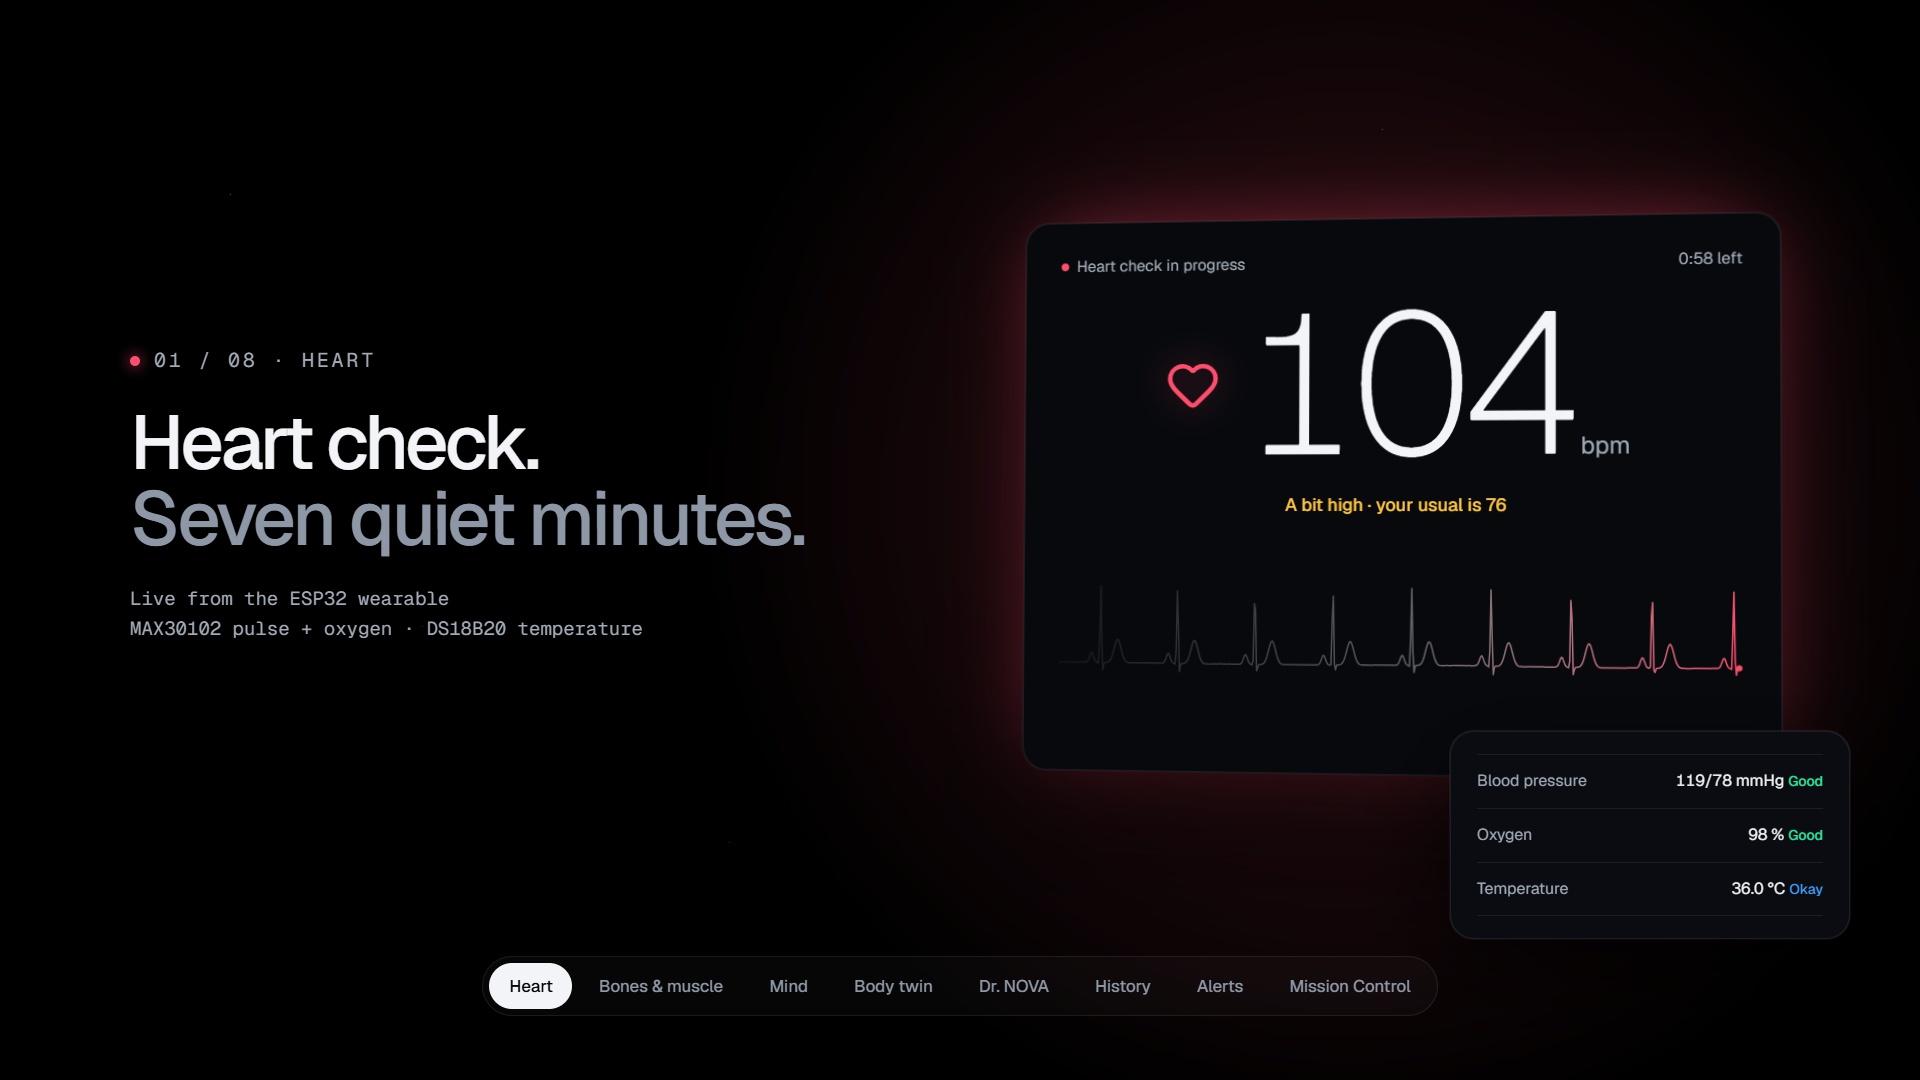 01 / 08 · HEART
Heart check.
Seven quiet minutes.
Live from the ESP32 wearable
MAX30102 pulse + oxygen · DS18B20 temperature
Heart check in progress
0:58 left
104 bpm
A bit high · your usual is 76
Blood pressure 119/78 mmHg Good
Oxygen 98 % Good
Temperature 36.0 °C Okay
Heart Bones & muscle Mind Body twin Dr. NOVA History Alerts Mission Control